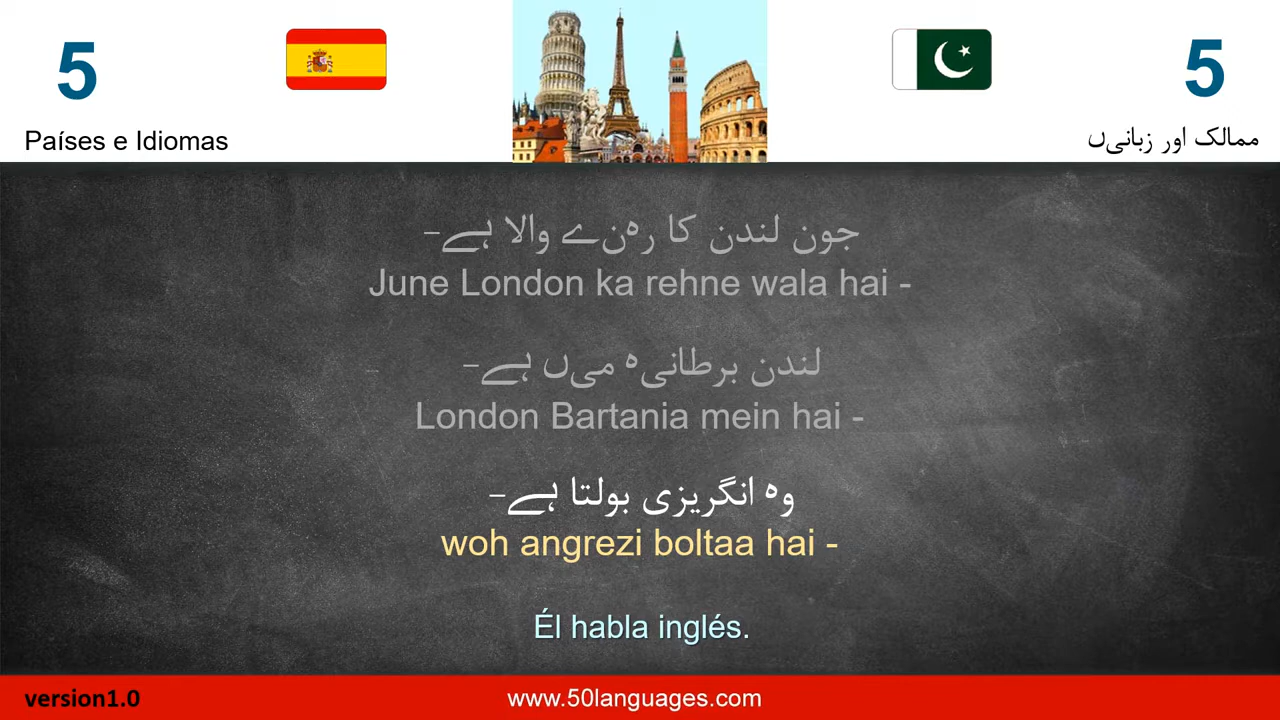 5
5
Países e Idiomas
ممالک اور زبانیں
جون لندن کا رہنے والا ہے-
June London ka rehne wala hai -
لندن برطانیہ میں ہے-
London Bartania mein hai -
وہ انگریزی بولتا ہے-
woh angrezi boltaa hai -
Él habla inglés.
version1.0
www.50languages.com